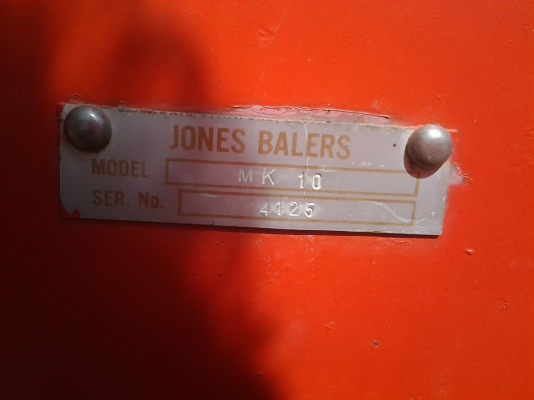 JONES BALERS
MODEL MK 10
SER. No. 4125